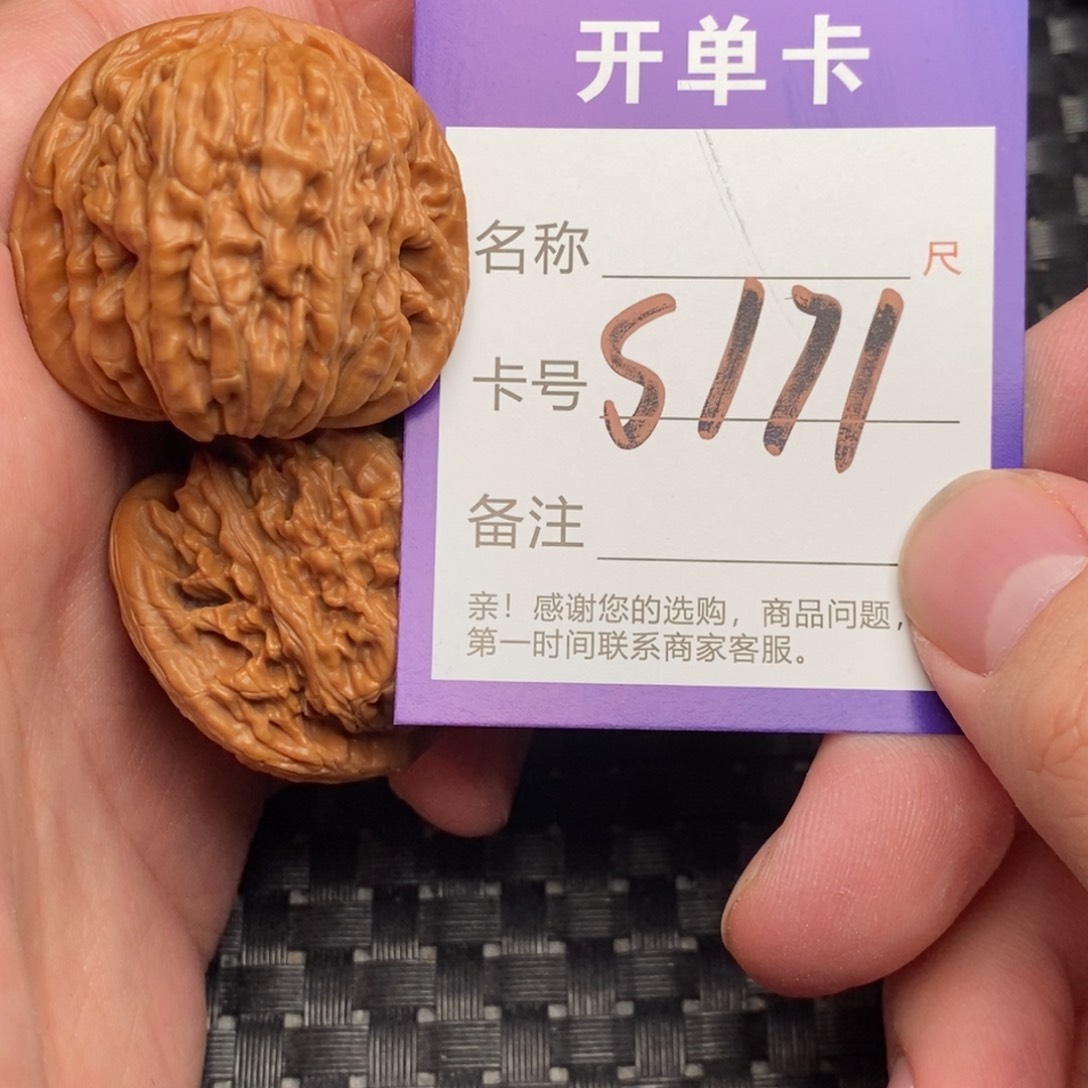 开单卡
名称 尺
卡号 S171
备注
亲！感谢您的选购，商品问题，
第一时间联系商家客服。